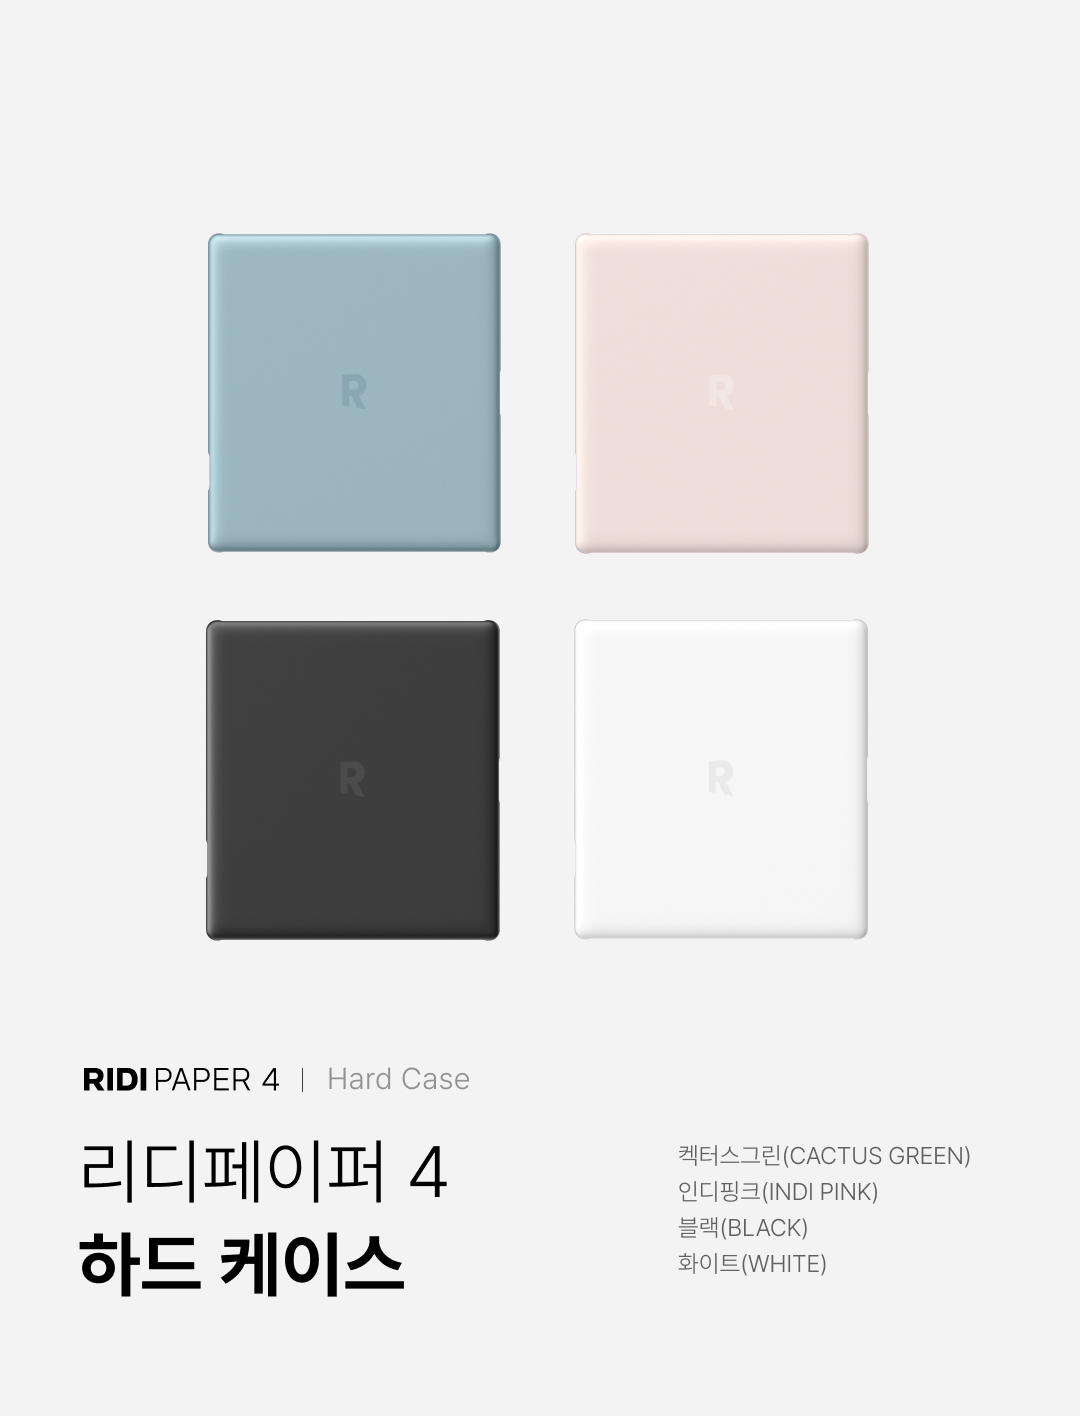 R
R
R
R
RIDI PAPER 4 | Hard Case
리디페이퍼 4
하드 케이스
켁터스그린(CACTUS GREEN)
인디핑크(INDI PINK)
블랙(BLACK)
화이트(WHITE)